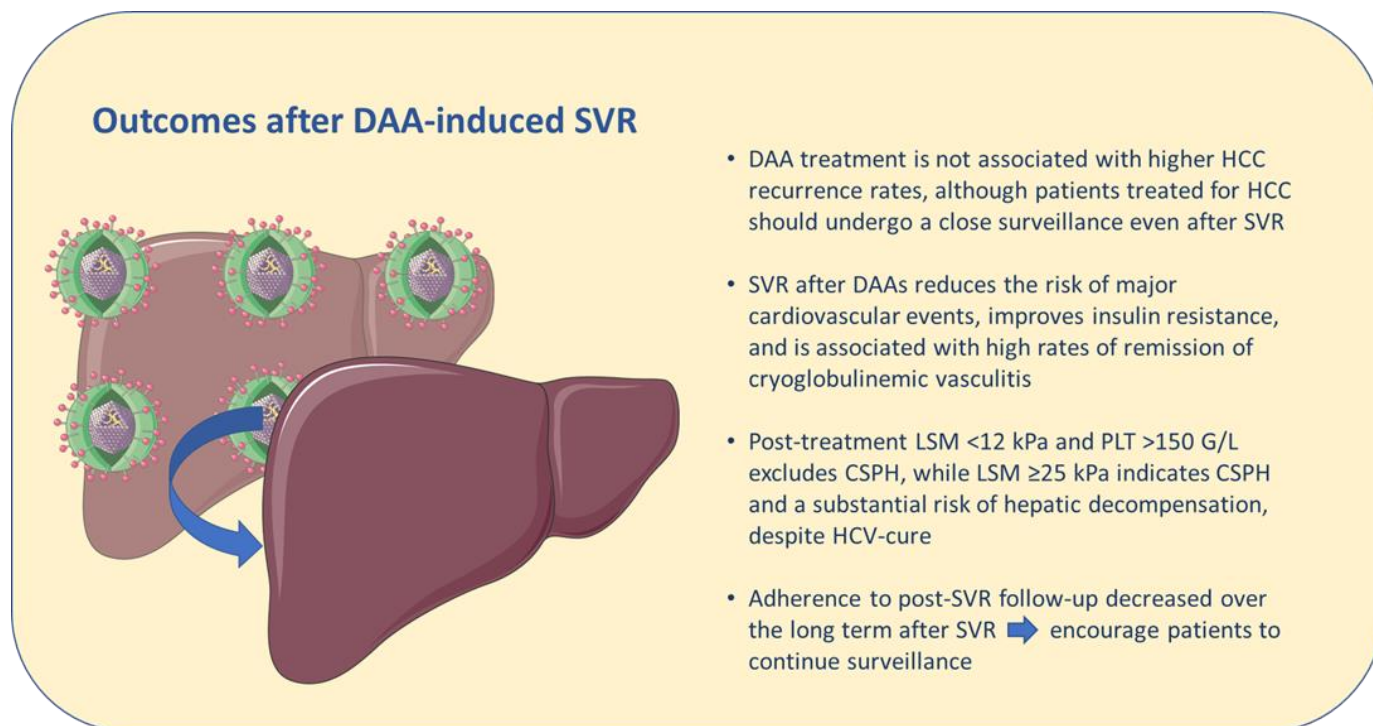 Outcomes after DAA-induced SVR
• DAA treatment is not associated with higher HCC
recurrence rates, although patients treated for HCC
should undergo a close surveillance even after SVR
• SVR after DAAs reduces the risk of major
cardiovascular events, improves insulin resistance,
and is associated with high rates of remission of
cryoglobulinemic vasculitis
• Post-treatment LSM <12 kPa and PLT >150 G/L
excludes CSPH, while LSM ≥25 kPa indicates CSPH
and a substantial risk of hepatic decompensation,
despite HCV-cure
• Adherence to post-SVR follow-up decreased over
the long term after SVR ➡ encourage patients to
continue surveillance